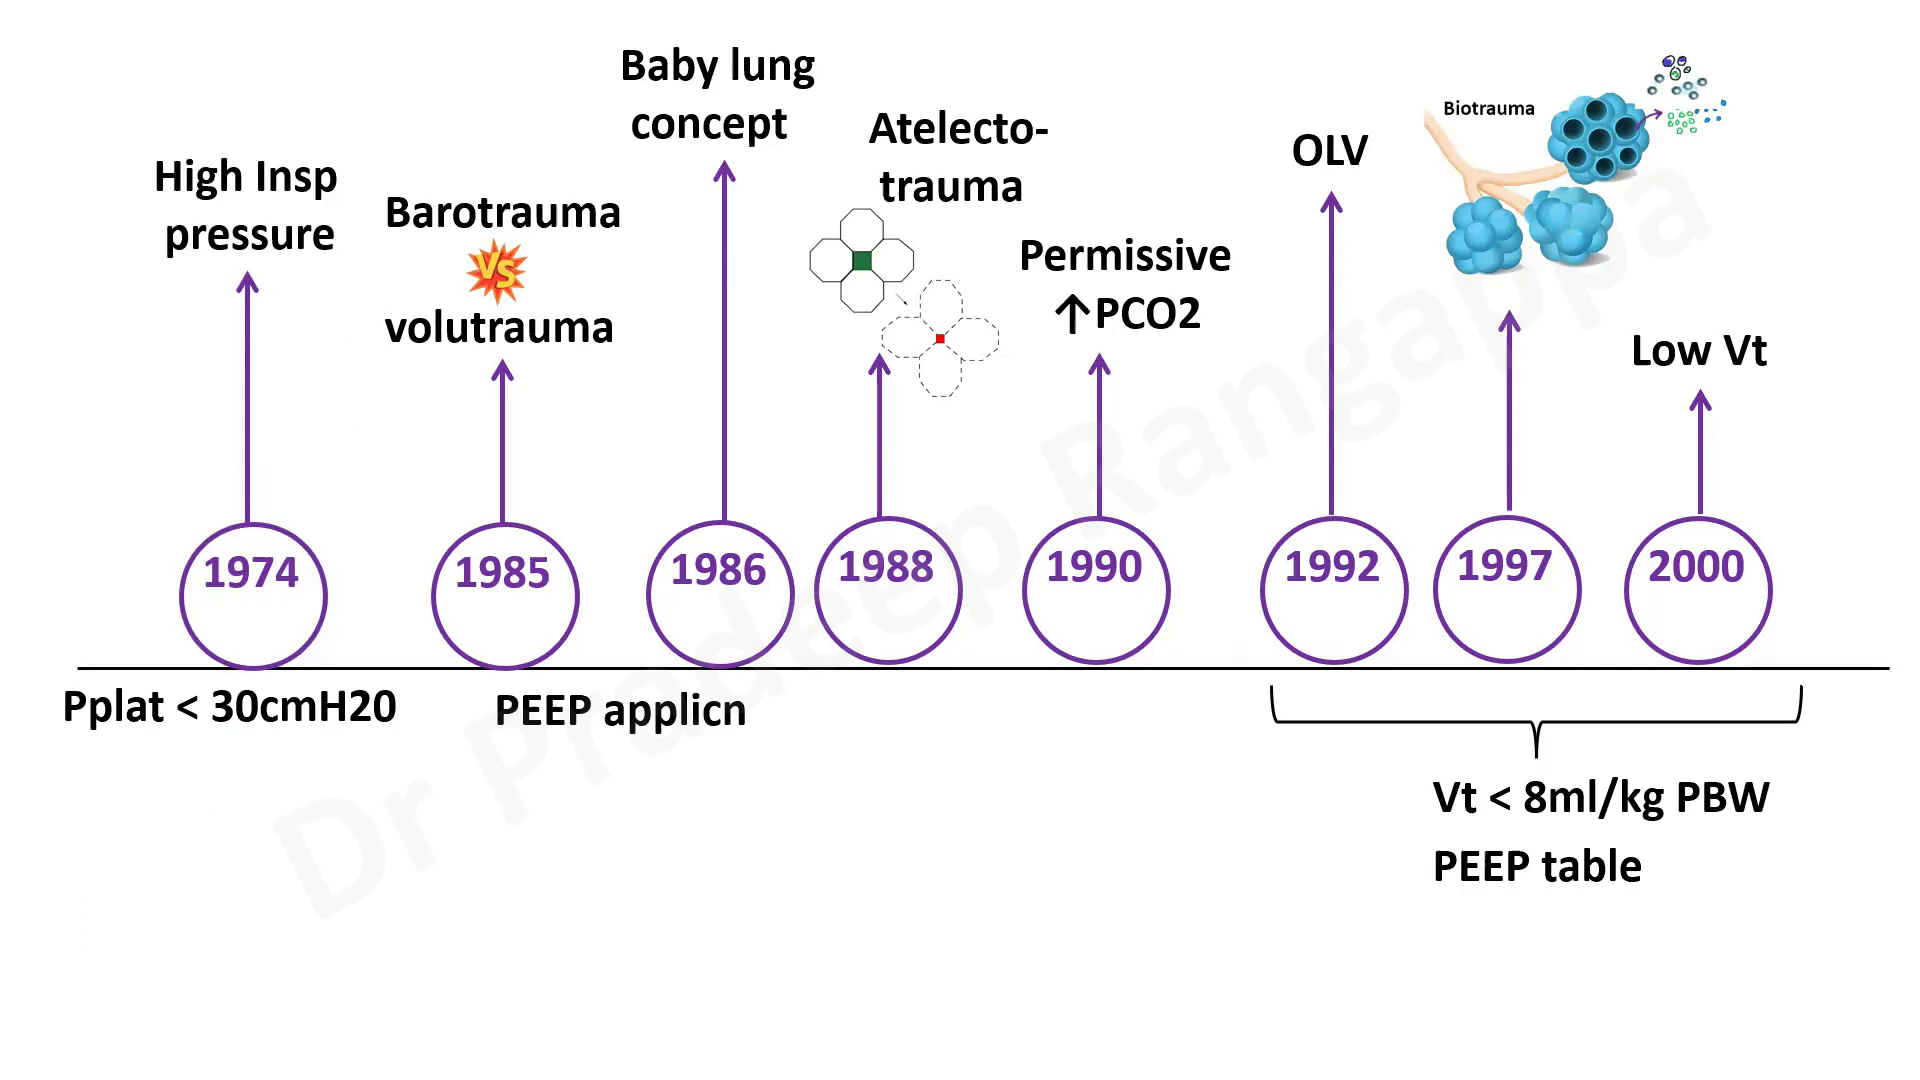 High Insp
pressure
Barotrauma
VS
volutrauma
Baby lung
concept
Atelecto-
trauma
Permissive
↑PCO2
OLV
Biotrauma
Low Vt
1974
1985
1986
1988
1990
1992
1997
2000
Pplat < 30cmH20
PEEP applicn
Vt < 8ml/kg PBW
PEEP table
Dr Pradeep Rangappa